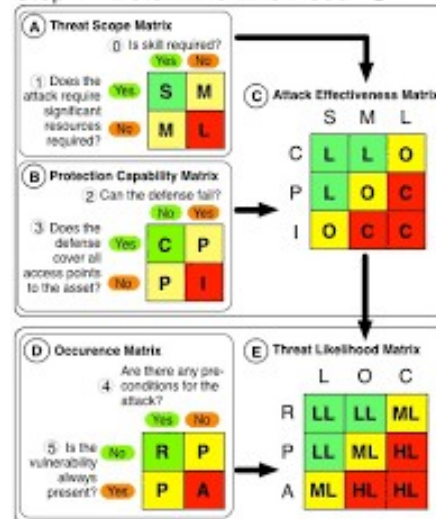 A Threat Scope Matrix
0 Is skill required?
Yes No
1 Does the
attack require
significant
resources
required?
Yes S M
No M L
B Protection Capability Matrix
2 Can the defense fail?
No Yes
3 Does the
defense
cover all
access points
to the asset?
Yes C P
No P I
C Attack Effectiveness Matrix
S M L
C L L O
P L O C
I O C C
D Occurence Matrix
Are there any pre-
4 conditions for the
attack?
Yes No
5 Is the
vulnerability
always
present?
No R P
Yes P A
E Threat Likelihood Matrix
L O C
R LL LL ML
P LL ML HL
A ML HL HL